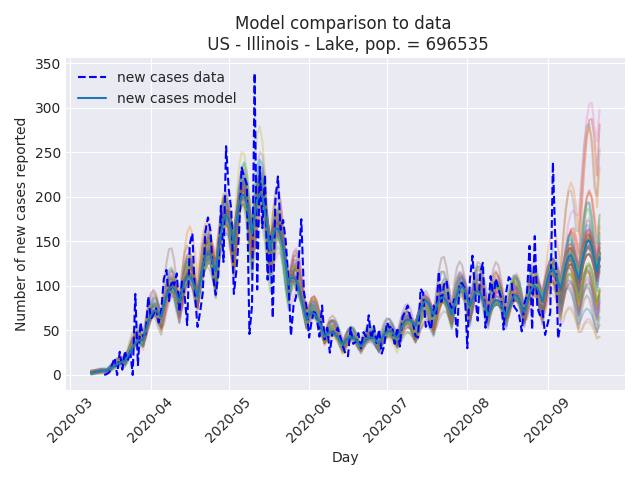 Model comparison to data
US - Illinois - Lake, pop. = 696535
350
300
250
200
150
100
50
0
Number of new cases reported
new cases data
new cases model
2020-03
2020-04
2020-05
2020-06
2020-07
2020-08
2020-09
Day